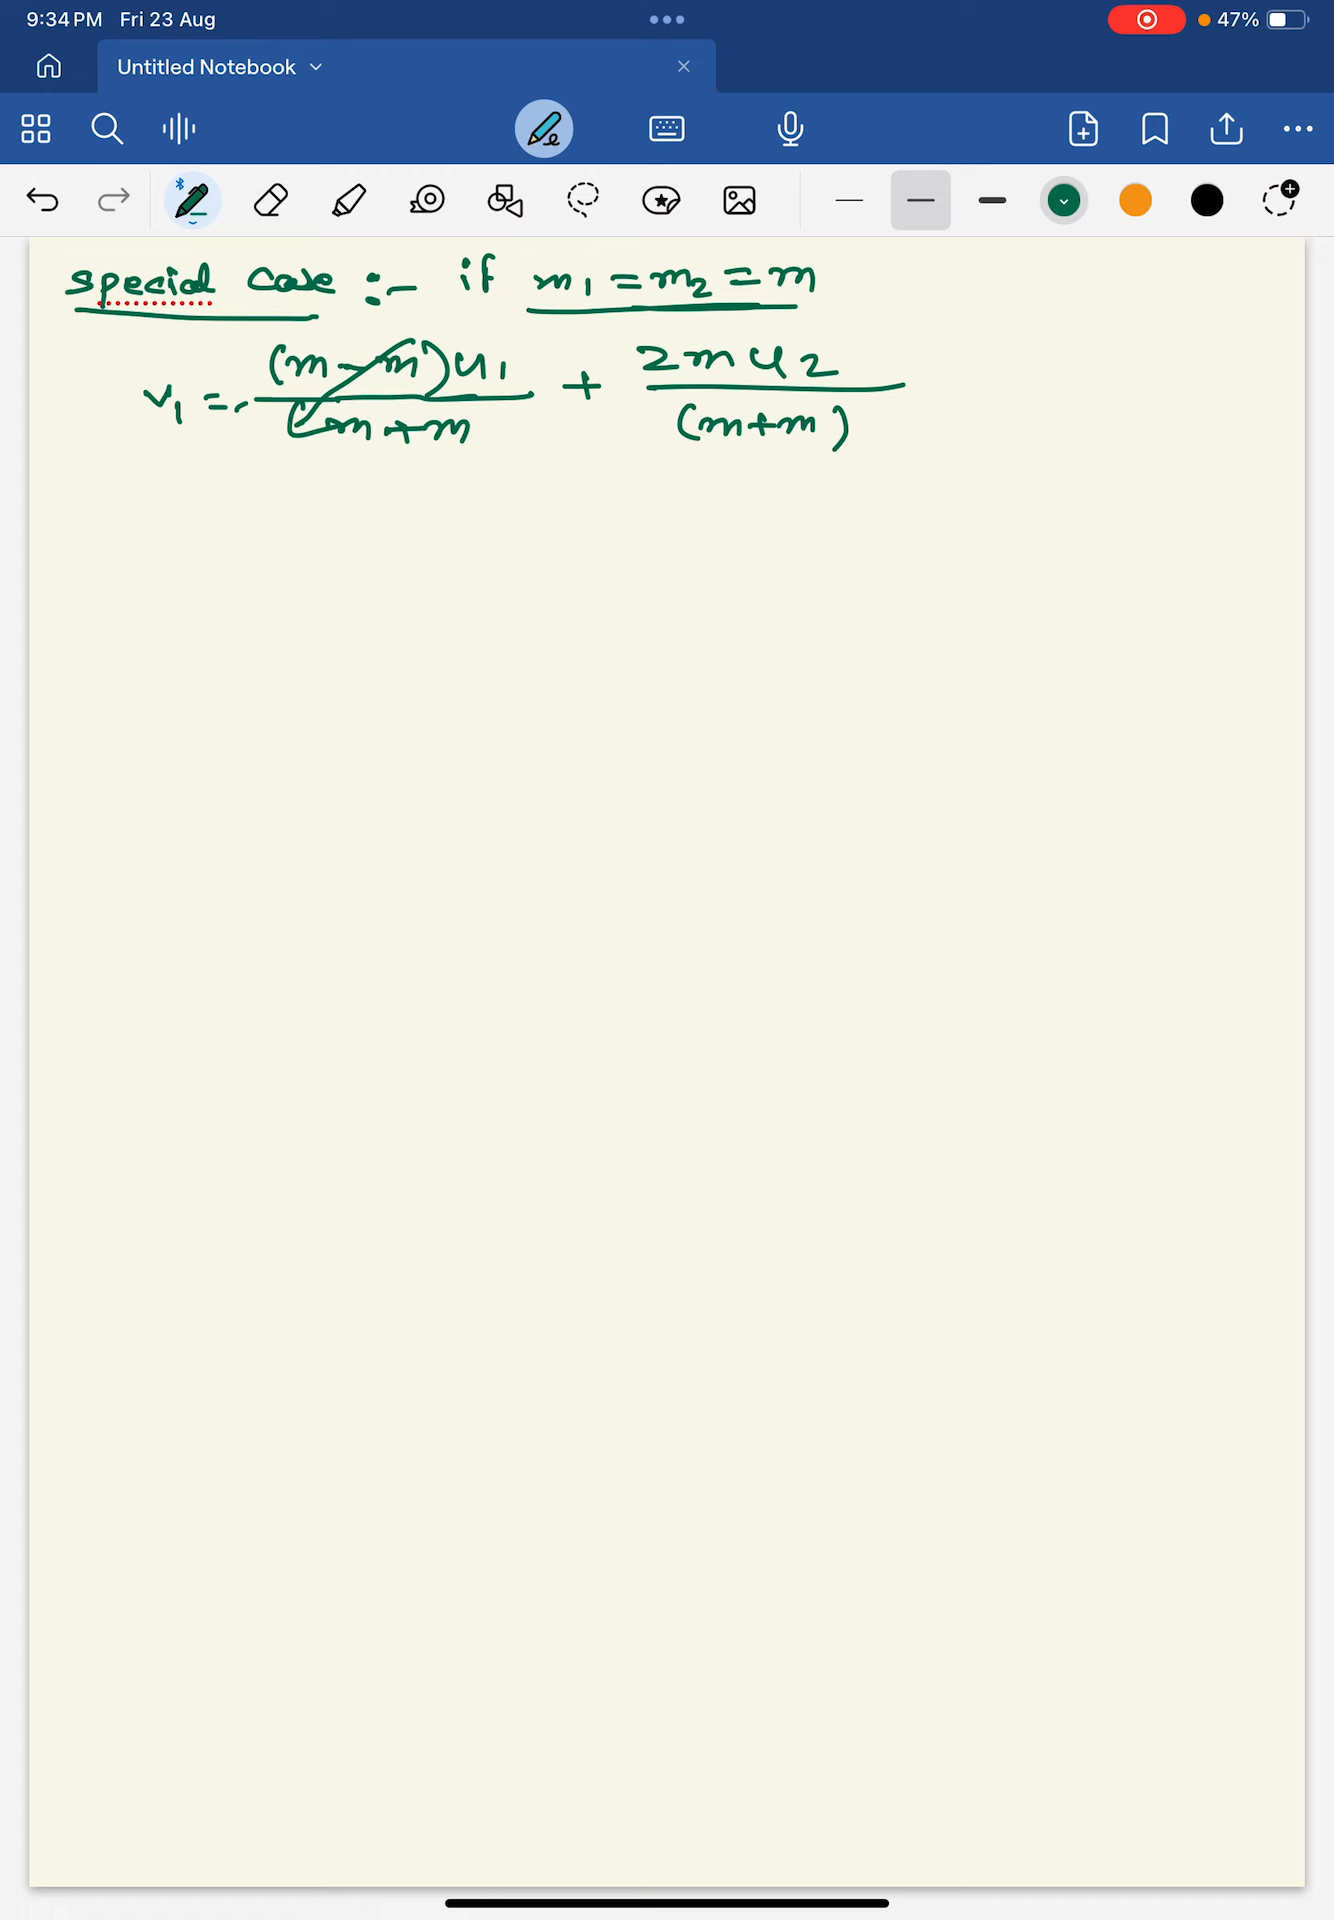 9:34 PM Fri 23 Aug 47%
Untitled Notebook
special case :- if m₁ = m₂ = m
v₁ = (m - m)u₁/(m + m + 2mu₂/(m + m)